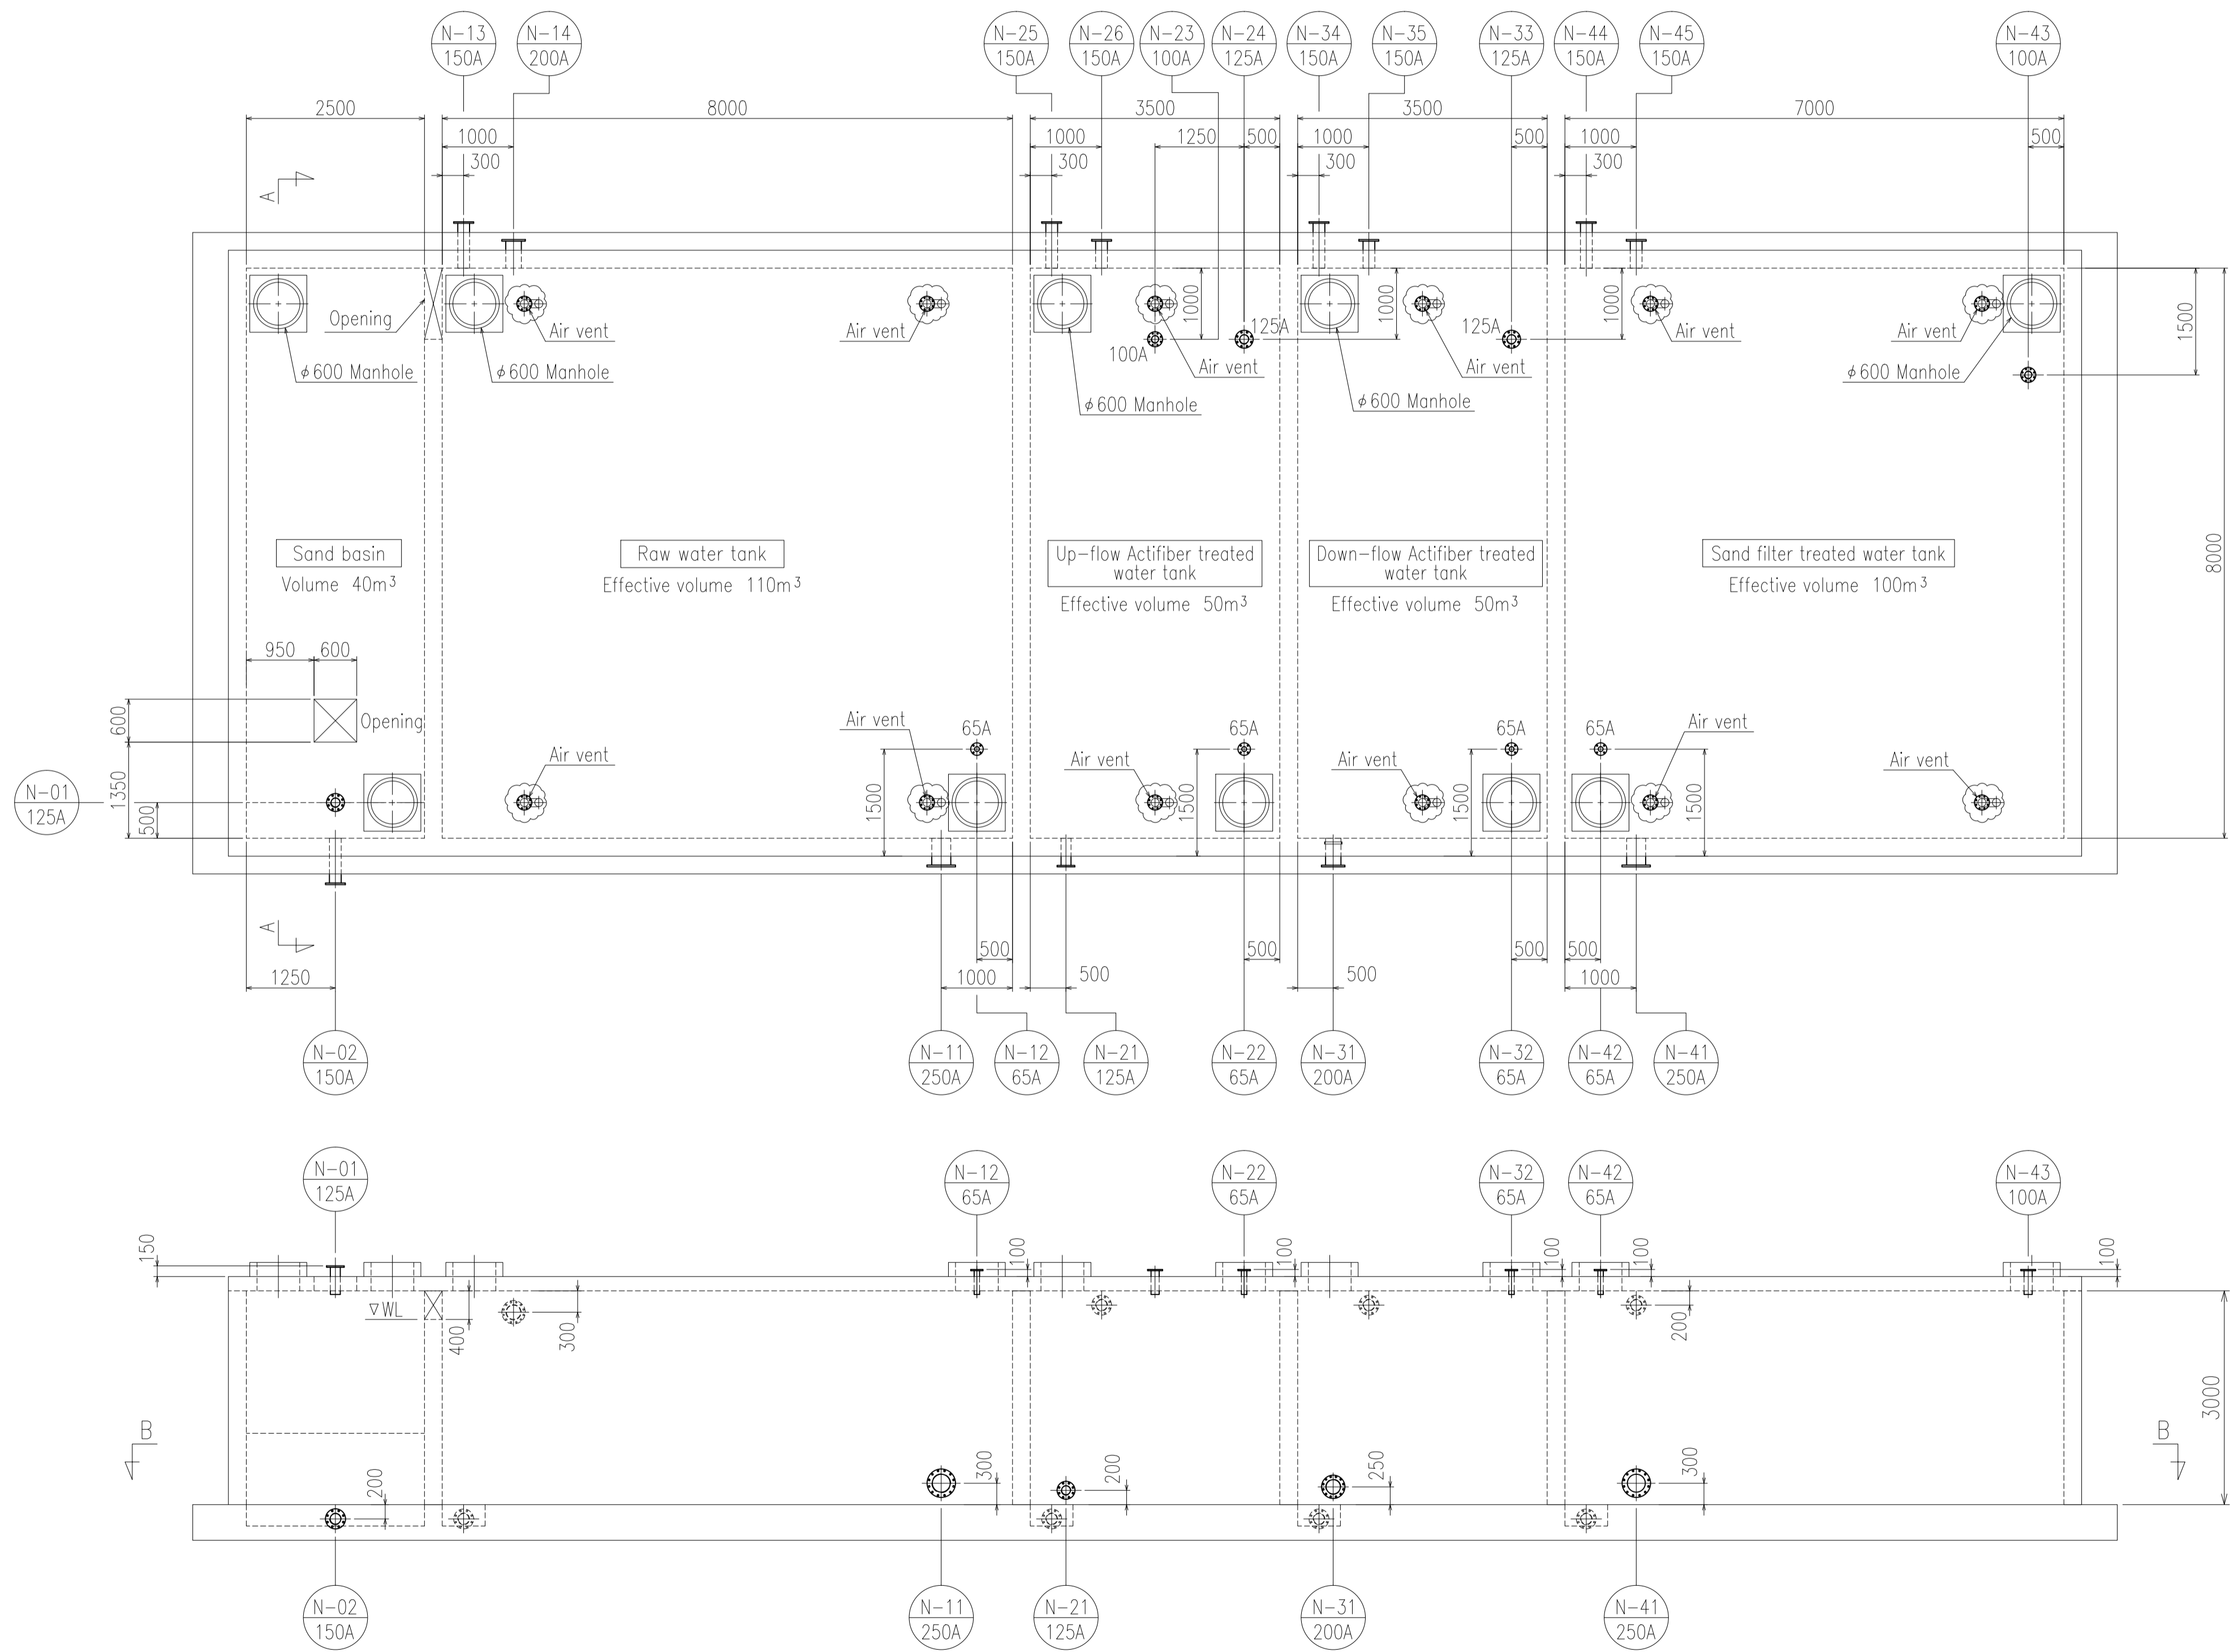 N-13
150A
N-14
200A
N-25
150A
N-26
150A
N-23
100A
N-24
125A
N-34
150A
N-35
150A
N-33
125A
N-44
150A
N-45
150A
N-43
100A
2500
8000
3500
3500
7000
1000
1000
1250
500
1000
500
1000
500
300
300
300
300
A
Opening
Air vent
Air vent
1000
125A
1000
125A
1000
Air vent
Air vent
1500
100A
φ600 Manhole
φ600 Manhole
Air vent
Air vent
φ600 Manhole
φ600 Manhole
φ600 Manhole
Sand basin
Volume 40m³
Raw water tank
Effective volume 110m³
Up-flow Actifiber treated
water tank
Effective volume 50m³
Down-flow Actifiber treated
water tank
Effective volume 50m³
Sand filter treated water tank
Effective volume 100m³
8000
950
600
600
Opening
Air vent
65A
65A
65A
65A
Air vent
Air vent
Air vent
Air vent
Air vent
N-01
125A
1350
500
1500
1500
1500
1500
A
1250
500
1000
500
500
500
500
500
1000
N-02
150A
N-11
250A
N-12
65A
N-21
125A
N-22
65A
N-31
200A
N-32
65A
N-42
65A
N-41
250A
N-01
125A
N-12
65A
N-22
65A
N-32
65A
N-42
65A
N-43
100A
150
100
100
100
100
100
▽WL
400
300
200
3000
B
B
200
300
200
250
300
N-02
150A
N-11
250A
N-21
125A
N-31
200A
N-41
250A